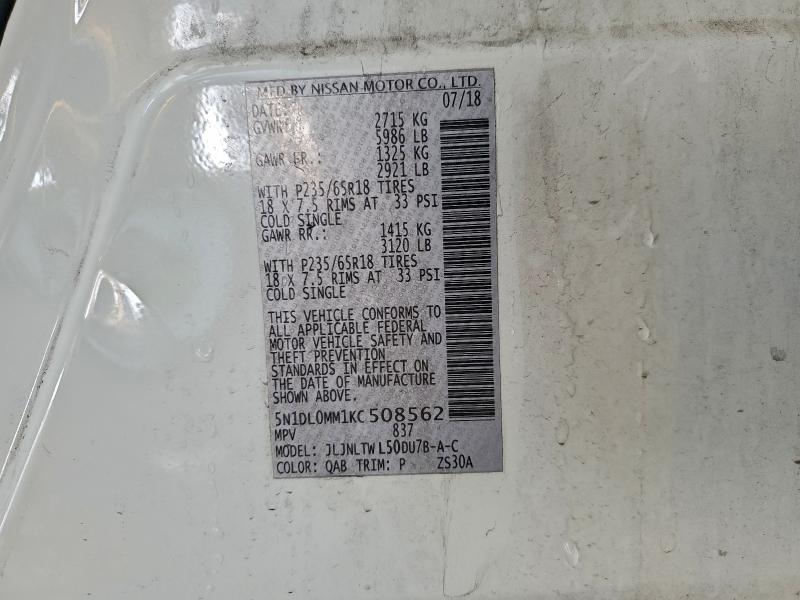 MFD BY NISSAN MOTOR CO., LTD.
DATE: 07/18
GVWR: 2715 KG
5986 LB
GAWR FR.: 1325 KG
2921 LB
WITH P235/65R18 TIRES
18 X 7.5 RIMS AT 33 PSI
COLD SINGLE
GAWR RR.: 1415 KG
3120 LB
WITH P235/65R18 TIRES
18 X 7.5 RIMS AT 33 PSI
COLD SINGLE
THIS VEHICLE CONFORMS TO
ALL APPLICABLE FEDERAL
MOTOR VEHICLE SAFETY AND
THEFT PREVENTION
STANDARDS IN EFFECT ON
THE DATE OF MANUFACTURE
SHOWN ABOVE.
5N1DL0MM1KC508562
MPV 837
MODEL: JLJNLTWL50DU7B-A-C
COLOR: QAB TRIM: P ZS30A